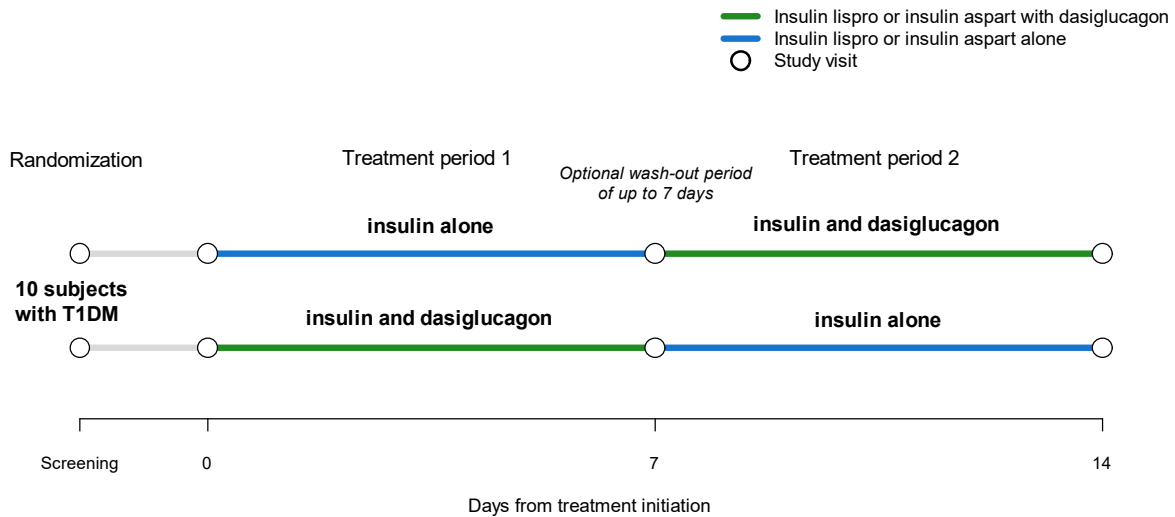 Insulin lispro or insulin aspart with dasiglucagon
Insulin lispro or insulin aspart alone
Study visit
Randomization
Treatment period 1
Optional wash-out period
of up to 7 days
Treatment period 2
insulin alone
insulin and dasiglucagon
10 subjects
with T1DM
insulin and dasiglucagon
insulin alone
Screening
0
7
14
Days from treatment initiation